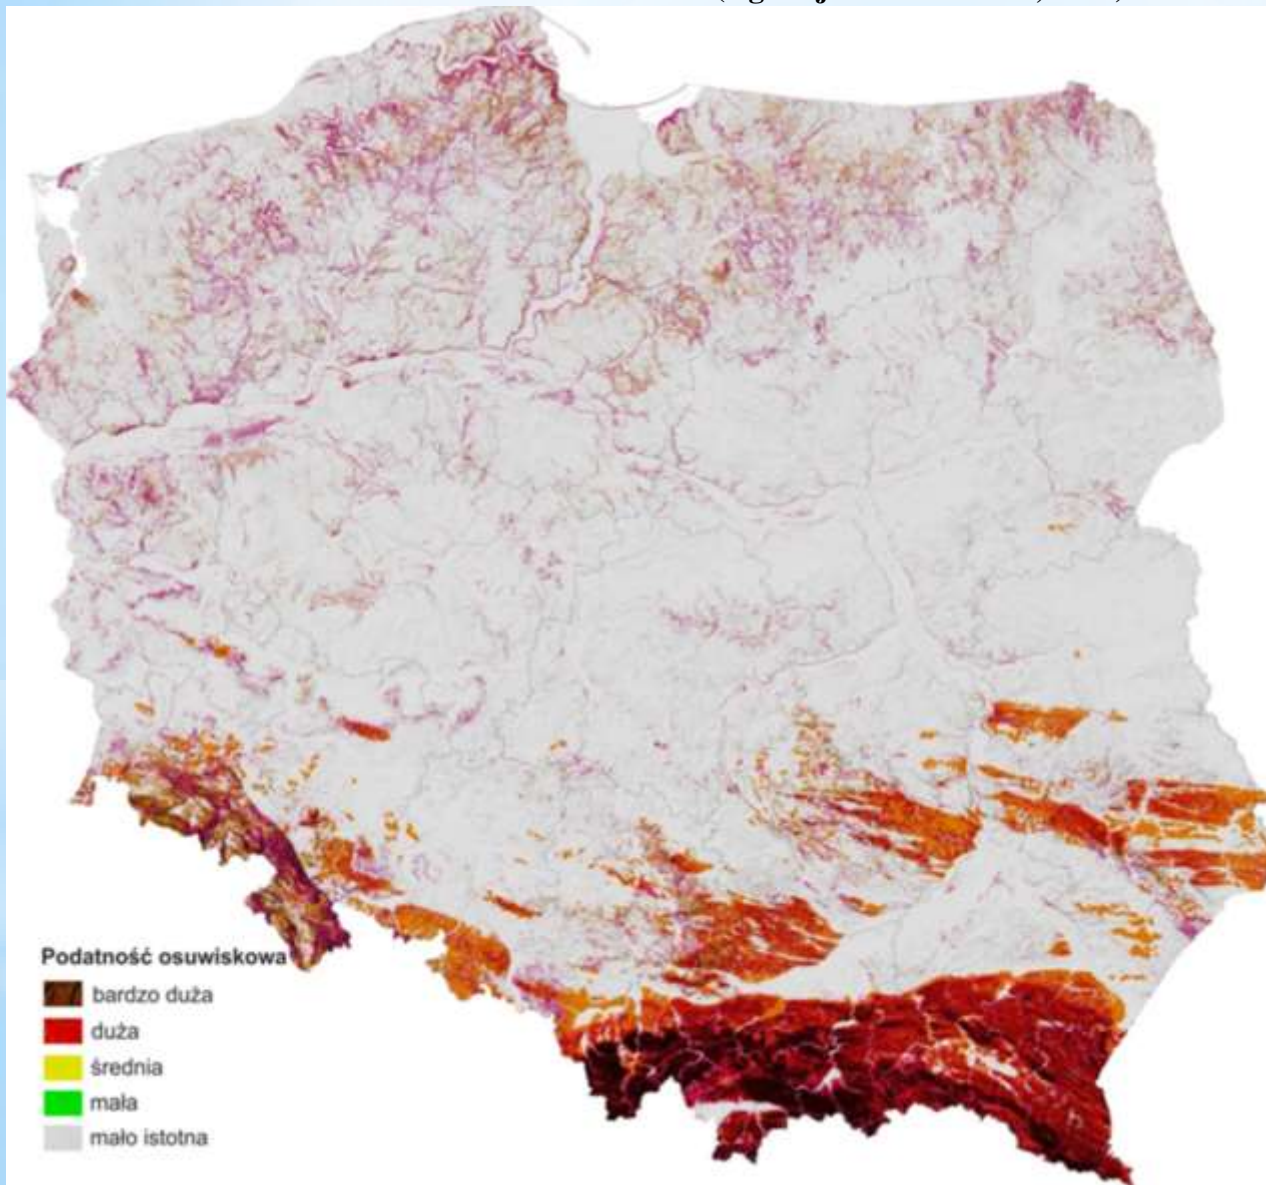 Podatność osuwiskowa
bardzo duża
duża
średnia
mała
mało istotna